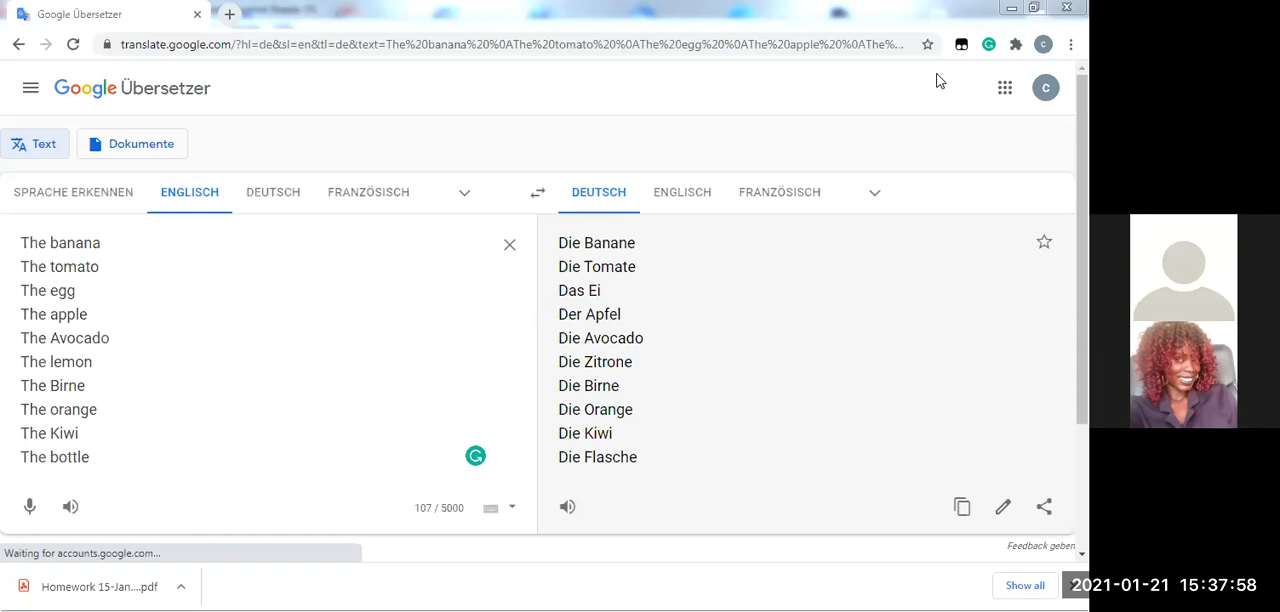 Google Übersetzer
translate.google.com/?hl=de&sl=en&tl=de&text=The%20banana%20%0AThe%20tomato%20%0AThe%20egg%20%0AThe%20apple%20%0AThe%...
C
Google Übersetzer
C
Text
Dokumente
SPRACHE ERKENNEN ENGLISCH DEUTSCH FRANZÖSISCH
DEUTSCH ENGLISCH FRANZÖSISCH
The banana
The tomato
The egg
The apple
The Avocado
The lemon
The Birne
The orange
The Kiwi
The bottle
107 / 5000
Die Banane
Die Tomate
Das Ei
Der Apfel
Die Avocado
Die Zitrone
Die Birne
Die Orange
Die Kiwi
Die Flasche
Feedback geben
Waiting for accounts.google.com...
Homework 15-Jan....pdf
Show all
2021-01-21 15:37:58